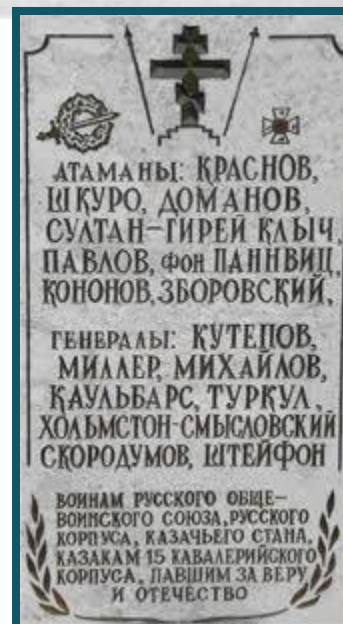 АТАМАНЫ: КРАСНОВ,
ШКУРО, ДОМАНОВ,
СУЛТАН-ГИРЕЙ КЛЫЧ,
ПАВЛОВ, ФОН ПАННВИЦ,
КОНОНОВ, ЗБОРОВСКИЙ,
ГЕНЕРАЛЫ: КУТЕПОВ,
МИЛЛЕР, МИХАЙЛОВ,
КАУЛЬБАРС, ТУРКУЛ,
ХОЛЬМСТОН-СМЫСЛОВСКИЙ
СКОРОДУМОВ, ШТЕЙФОН
ВОИНАМ РУССКОГО ОБЩЕ-
ВОИНСКОГО СОЮЗА, РУССКОГО
КОРПУСА, КАЗАЧЬЕГО СТАНА,
КАЗАКАМ 15 КАВАЛЕРИЙСКОГО
КОРПУСА, ПАВШИМ ЗА ВЕРУ
И ОТЕЧЕСТВО